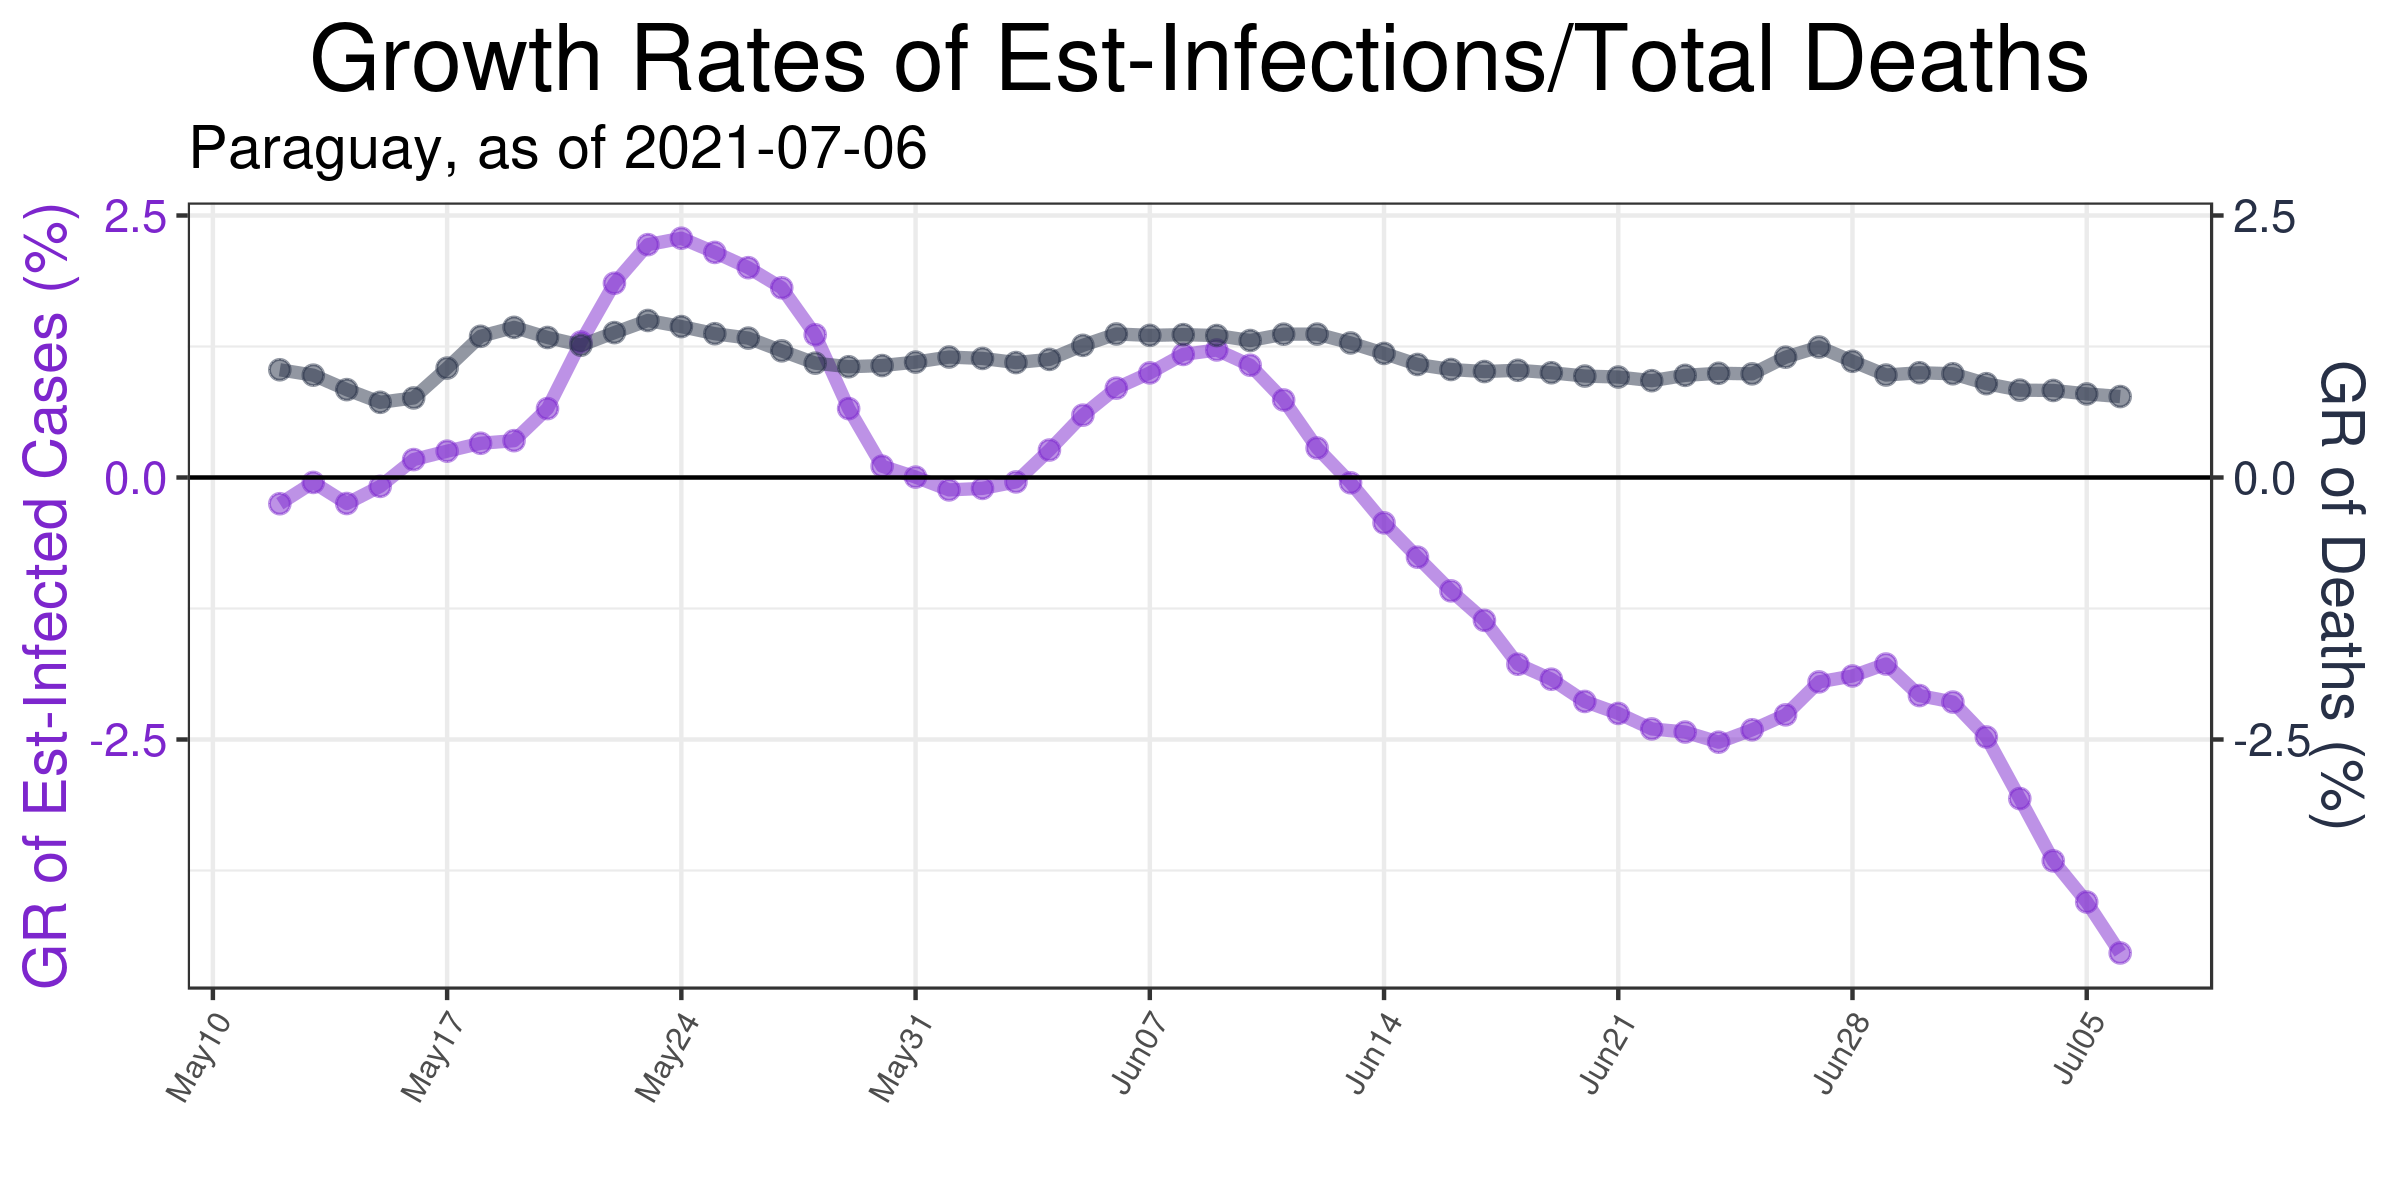 Growth Rates of Est-Infections/Total Deaths
Paraguay, as of 2021-07-06
GR of Est-Infected Cases (%)
2.5
0.0
-2.5
2.5
0.0
-2.5
GR of Deaths (%)
May10
May17
May24
May31
Jun07
Jun14
Jun21
Jun28
Jul05